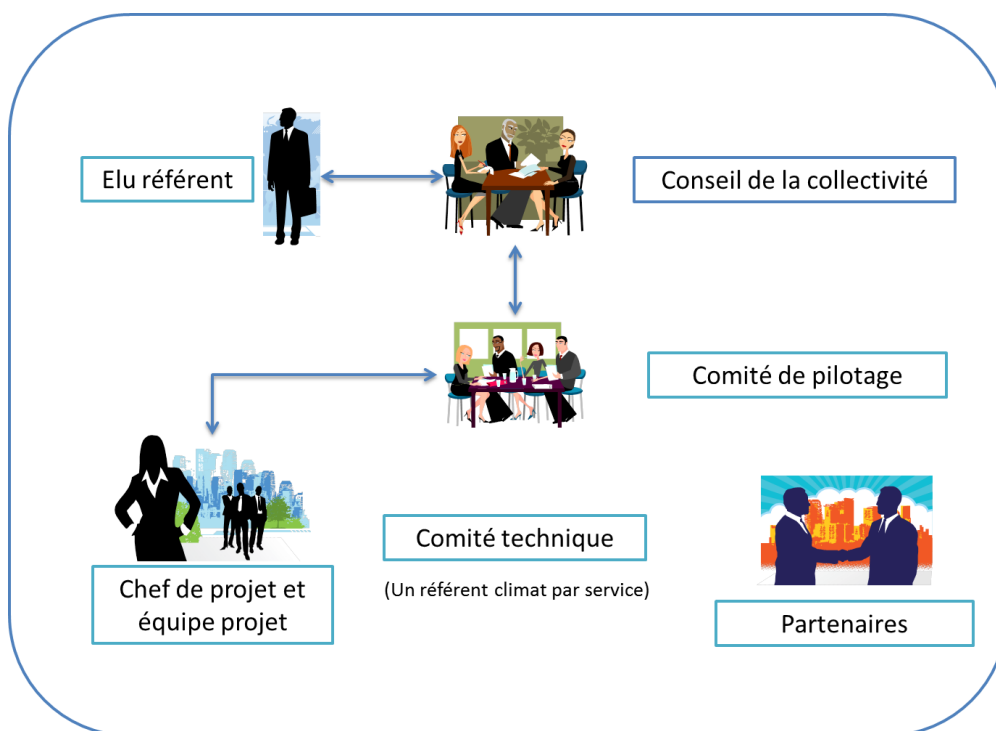 Elu référent
Conseil de la collectivité
Comité de pilotage
Chef de projet et
équipe projet
Comité technique
(Un référent climat par service)
Partenaires